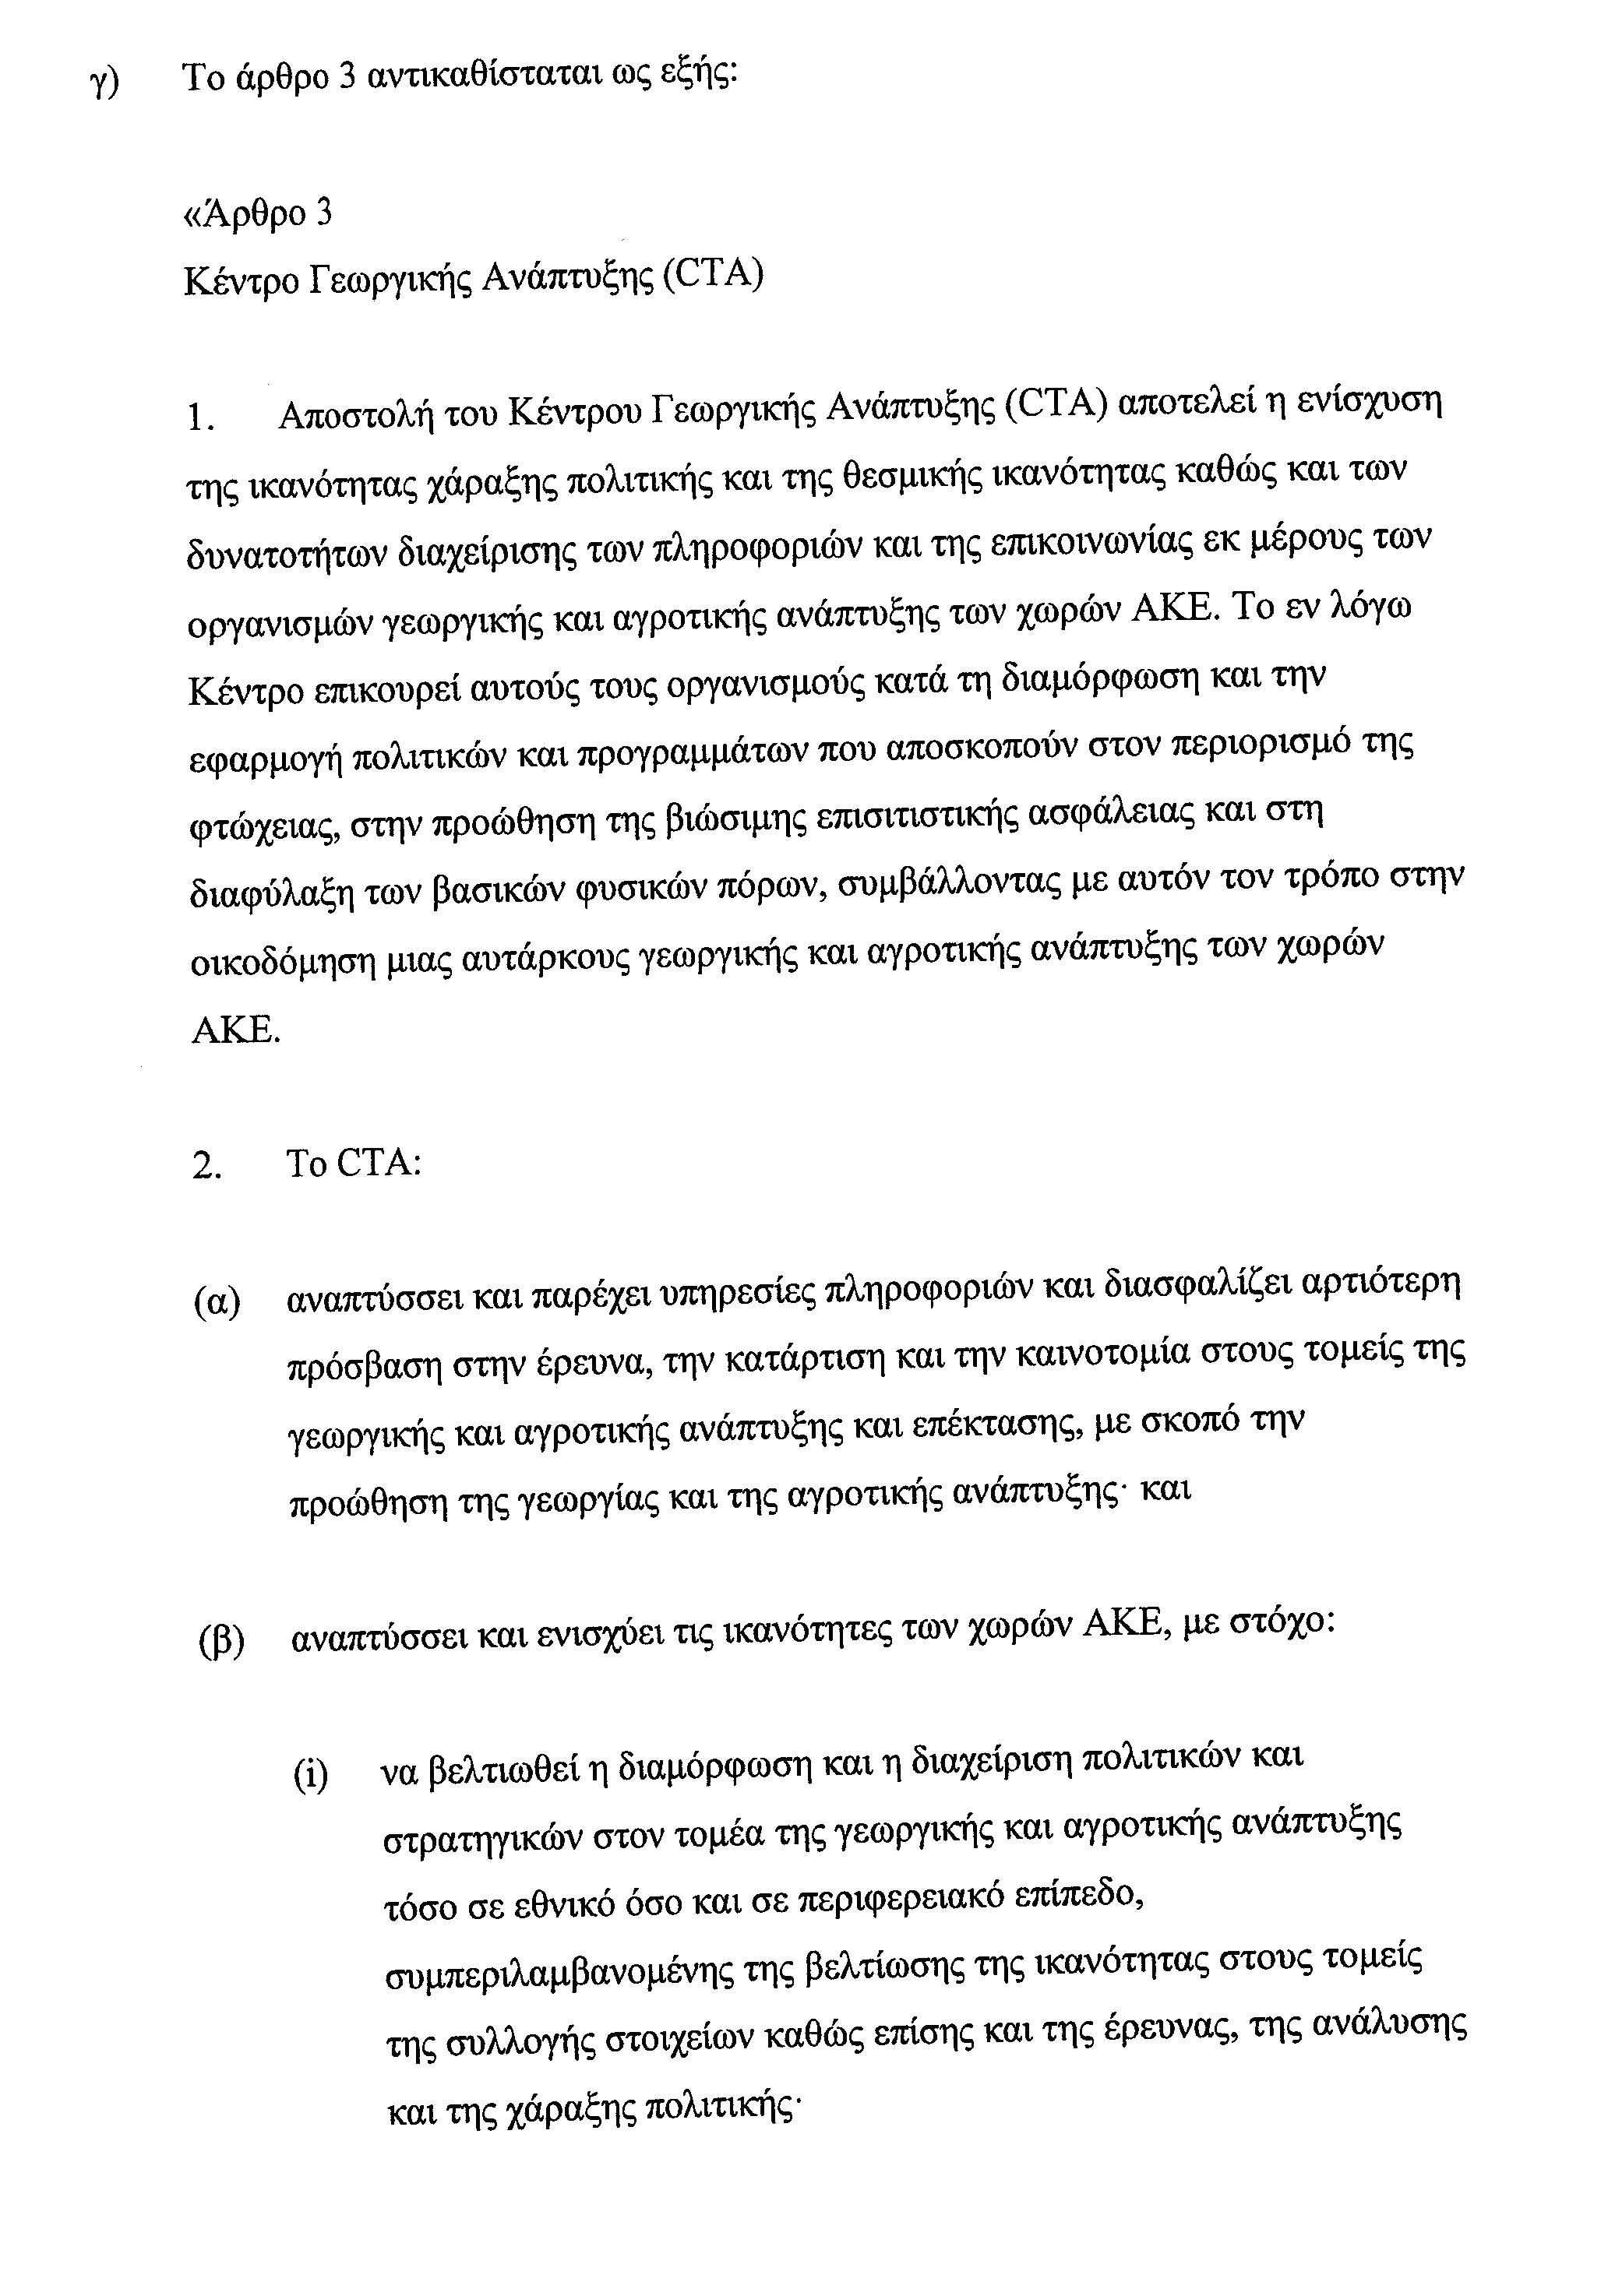 γ) Το άρθρο 3 αντικαθίσταται ως εξής:
«Άρθρο 3
Κέντρο Γεωργικής Ανάπτυξης (CTA)
1. Αποστολή του Κέντρου Γεωργικής Ανάπτυξης (CTA) αποτελεί η ενίσχυση
της ικανότητας χάραξης πολιτικής και της θεσμικής ικανότητας καθώς και των
δυνατοτήτων διαχείρισης των πληροφοριών και της επικοινωνίας εκ μέρους των
οργανισμών γεωργικής και αγροτικής ανάπτυξης των χωρών ΑΚΕ. Το εν λόγω
Κέντρο επικουρεί αυτούς τους οργανισμούς κατά τη διαμόρφωση και την
εφαρμογή πολιτικών και προγραμμάτων που αποσκοπούν στον περιορισμό της
φτώχειας, στην προώθηση της βιώσιμης επισιτιστικής ασφάλειας και στη
διαφύλαξη των βασικών φυσικών πόρων, συμβάλλοντας με αυτόν τον τρόπο στην
οικοδόμηση μιας αυτάρκους γεωργικής και αγροτικής ανάπτυξης των χωρών
ΑΚΕ.
2. Το CTA:
(α) αναπτύσσει και παρέχει υπηρεσίες πληροφοριών και διασφαλίζει αρτιότερη
πρόσβαση στην έρευνα, την κατάρτιση και την καινοτομία στους τομείς της
γεωργικής και αγροτικής ανάπτυξης και επέκτασης, με σκοπό την
προώθηση της γεωργίας και της αγροτικής ανάπτυξης· και
(β) αναπτύσσει και ενισχύει τις ικανότητες των χωρών ΑΚΕ, με στόχο:
(i) να βελτιωθεί η διαμόρφωση και η διαχείριση πολιτικών και
στρατηγικών στον τομέα της γεωργικής και αγροτικής ανάπτυξης
τόσο σε εθνικό όσο και σε περιφερειακό επίπεδο,
συμπεριλαμβανομένης της βελτίωσης της ικανότητας στους τομείς
της συλλογής στοιχείων καθώς επίσης και της έρευνας, της ανάλυσης
και της χάραξης πολιτικής·